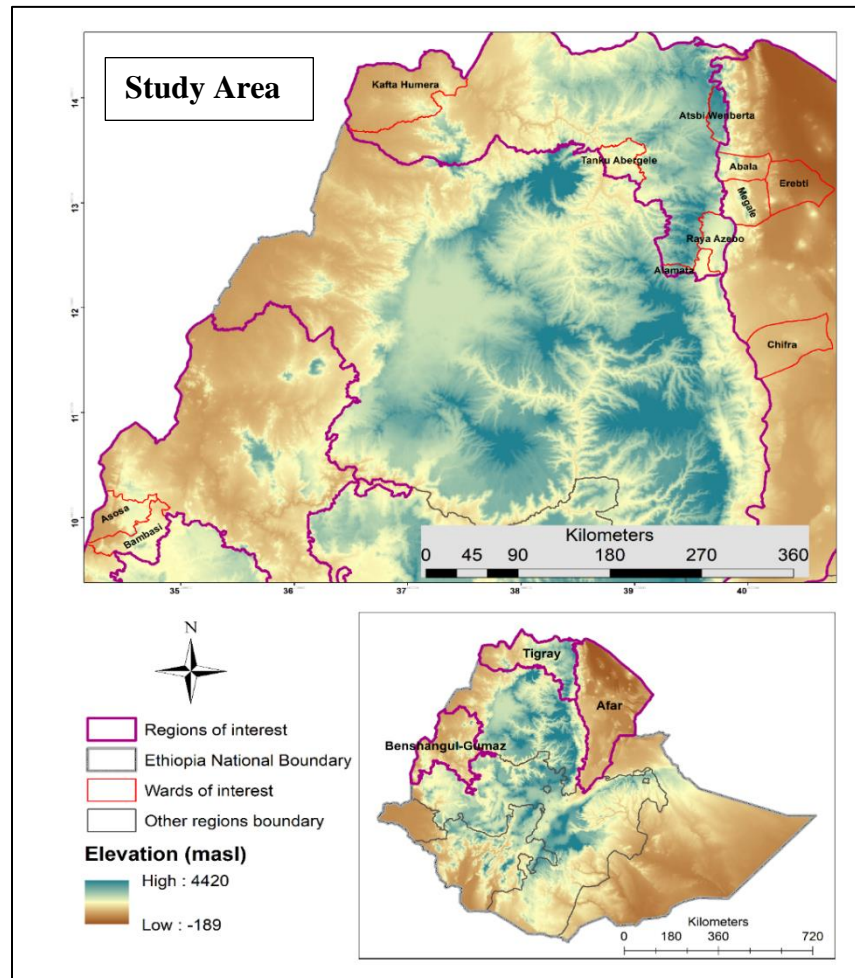 Study Area
Kafta Humera
Atsbi Wenberta
Tanku Abergele
Abala
Erebti
Megale
Raya Azebo
Alamata
Chifra
Asosa
Bambasi
14
13
12
11
10
Kilometers
0 45 90 180 270 360
35 36 37 38 39 40
N
Regions of interest
Ethiopia National Boundary
Wards of interest
Other regions boundary
Elevation (masl)
High : 4420
Low : -189
Tigray
Afar
Benshangul-Gumaz
Kilometers
0 180 360 720